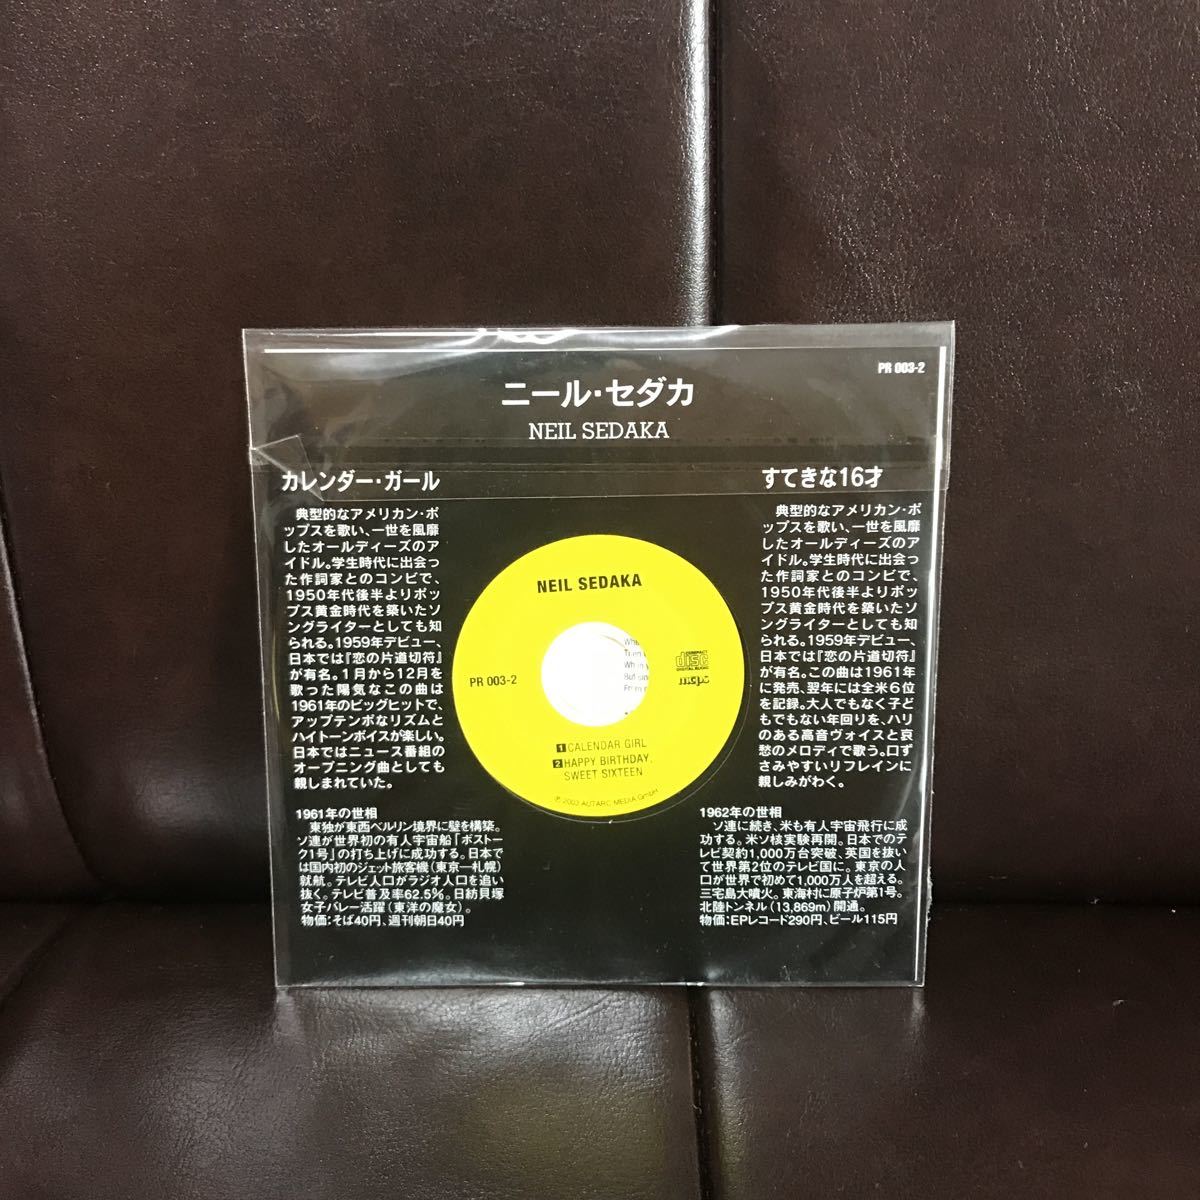 PR 003-2
ニール・セダカ
NEIL SEDAKA
カレンダー・ガール
典型的なアメリカン・ポ
ップスを歌い、一世を風靡
したオールディーズのア
イドル。学生時代に出会っ
た作詞家とのコンビで、
1950年代後半よりポッ
プス黄金時代を築いたソ
ングライターとしても知
られる。1959年デビュー、
日本では『恋の片道切符』
が有名。1月から12月を
歌った陽気なこの曲は
1961年のビッグヒットで、
アップテンポなリズムと
ハイトーンボイスが楽しい。
日本ではニュース番組の
オープニング曲としても
親しまれていた。
1961年の世相
東独が東西ベルリン境界に壁を構築。
ソ連が世界初の有人宇宙船「ボストー
ク1号」の打ち上げに成功する。日本で
は国内初のジェット旅客機（東京―札幌）
就航。テレビ人口がラジオ人口を追い
抜く。テレビ普及率62.5%。日紡貝塚
女子バレー活躍（東洋の魔女）。
物価：そば40円、週刊朝日40円
すてきな16才
典型的なアメリカン・ポ
ップスを歌い、一世を風靡
したオールディーズのア
イドル。学生時代に出会っ
た作詞家とのコンビで、
1950年代後半よりポッ
プス黄金時代を築いたソ
ングライターとしても知
られる。1959年デビュー、
日本では『恋の片道切符』
が有名。この曲は1961年
に発売、翌年には全米6位
を記録。大人でもなく子ど
もでもない年回りを、ハリ
のある高音ヴォイスと哀
愁のメロディで歌う。口ず
さみやすいリフレインに
親しみがわく。
1962年の世相
ソ連に続き、米も有人宇宙飛行に成
功する。米ソ核実験再開。日本でのテ
レビ契約1,000万台突破、英国を抜い
て世界第2位のテレビ国に。東京の人
口が世界で初めて1,000万人を超える。
三宅島大噴火。東海村に原子炉第1号。
北陸トンネル（13,869m）開通。
物価：EPレコード290円、ビール115円
NEIL SEDAKA
PR 003-2
COMPACT
disc
DIGITAL AUDIO
mcps
1 CALENDAR GIRL
2 HAPPY BIRTHDAY,
SWEET SIXTEEN
℗ 2003 AUTARC MEDIA GmbH